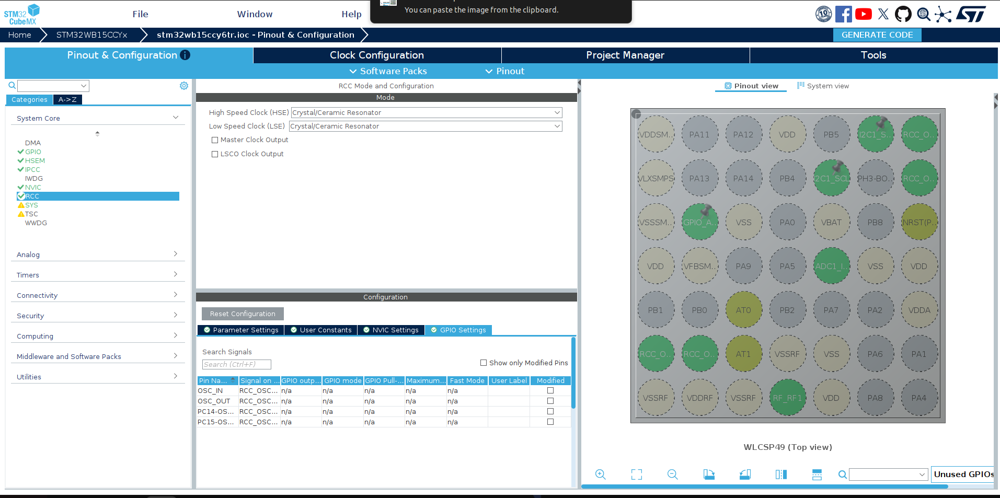 You can paste the image from the clipboard.
STM32
CubeMX
File
Window
Help
10
Home
STM32WB15CCYx
stm32wb15ccy6tr.ioc - Pinout & Configuration
GENERATE CODE
Pinout & Configuration
Clock Configuration
Project Manager
Tools
Software Packs
Pinout
Categories
A->Z
System Core
DMA
GPIO
HSEM
IPCC
IWDG
NVIC
RCC
SYS
TSC
WWDG
Analog
Timers
Connectivity
Security
Computing
Middleware and Software Packs
Utilities
RCC Mode and Configuration
Mode
High Speed Clock (HSE) Crystal/Ceramic Resonator
Low Speed Clock (LSE) Crystal/Ceramic Resonator
Master Clock Output
LSCO Clock Output
Configuration
Reset Configuration
Parameter Settings
User Constants
NVIC Settings
GPIO Settings
Search Signals
Search (Ctrl+F)
Show only Modified Pins
Pin Na... Signal on ... GPIO outp... GPIO mode GPIO Pull-... Maximum... Fast Mode User Label Modified
OSC_IN RCC_OSC... n/a n/a n/a n/a n/a
OSC_OUT RCC_OSC... n/a n/a n/a n/a n/a
PC14-OS... RCC_OSC... n/a n/a n/a n/a n/a
PC15-OS... RCC_OSC... n/a n/a n/a n/a n/a
Pinout view
System view
VDDSM.. PA11 PA12 VDD PB5 I2C1_S.. RCC_O..
VLXSMPS PA13 PA14 PB4 I2C1_SCL PH3-BO.. RCC_O..
VSSSM.. GPIO_A.. VSS PA0 VBAT PB8 NRST(P..
VDD VFBSM.. PA9 PA5 ADC1_I.. VSS VDD
PB1 PB0 AT0 PB2 PA7 PA2 VDDA
RCC_O.. RCC_O.. AT1 VSSRF VSS PA6 PA1
VSSRF VDDRF VSSRF RF_RF1 VDD PA8 PA4
WLCSP49 (Top view)
Unused GPIOs